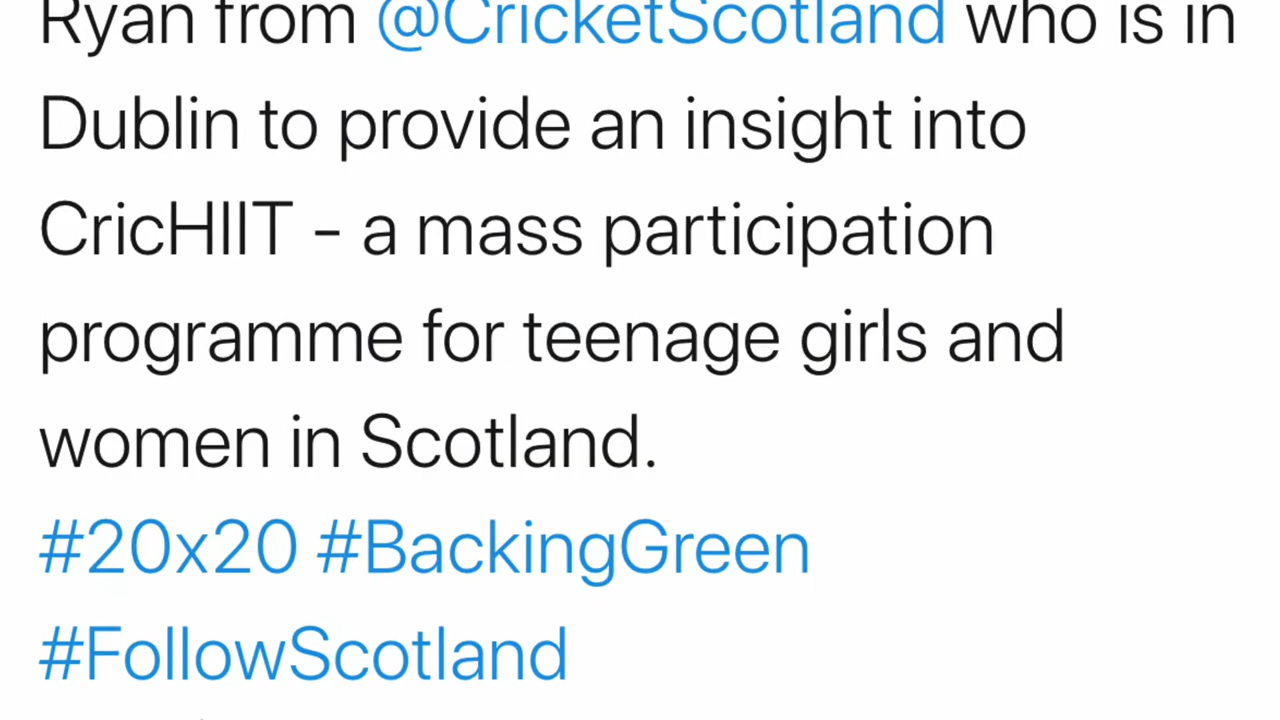 Ryan from @CricketScotland who is in
Dublin to provide an insight into
CricHIIT - a mass participation
programme for teenage girls and
women in Scotland.
#20x20 #BackingGreen
#FollowScotland